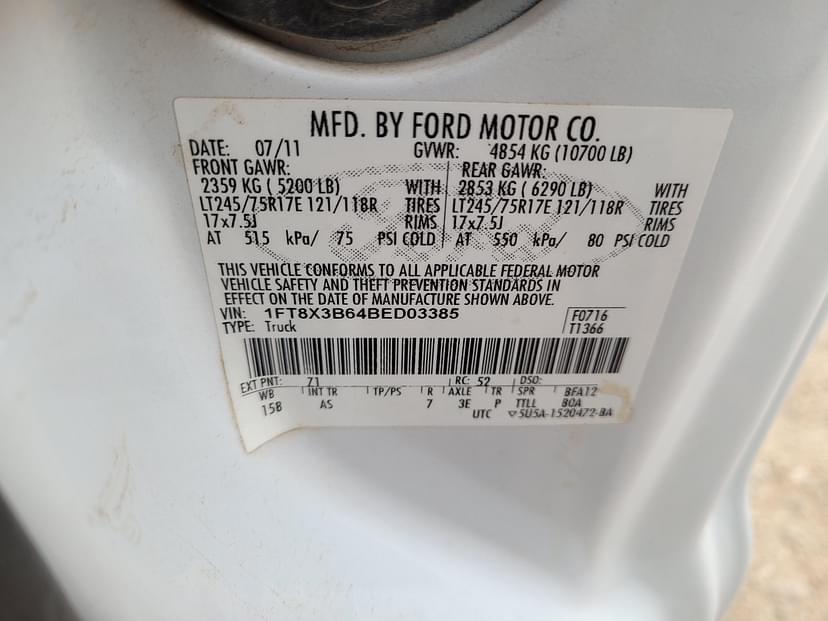 MFD. BY FORD MOTOR CO.
DATE: 07/11 GVWR: 4854 KG (10700 LB)
FRONT GAWR: REAR GAWR:
2359 KG ( 5200 LB) WITH 2853 KG ( 6290 LB) WITH
LT245/75R17E 121/118R TIRES LT245/75R17E 121/118R TIRES
17x7.5J RIMS 17x7.5J RIMS
AT 515 kPa/ 75 PSI COLD AT 550 kPa/ 80 PSI COLD
THIS VEHICLE CONFORMS TO ALL APPLICABLE FEDERAL MOTOR
VEHICLE SAFETY AND THEFT PREVENTION STANDARDS IN
EFFECT ON THE DATE OF MANUFACTURE SHOWN ABOVE.
VIN: 1FT8X3B64BED03385 F0716
TYPE: Truck T1366
EXT PNT: Z1 RC: 52 DSO:
WB INT TR TP/PS R AXLE TR SPR BFA12
158 AS 7 3E P TTLL BOA
UTC ▽5U5A-1520472-BA